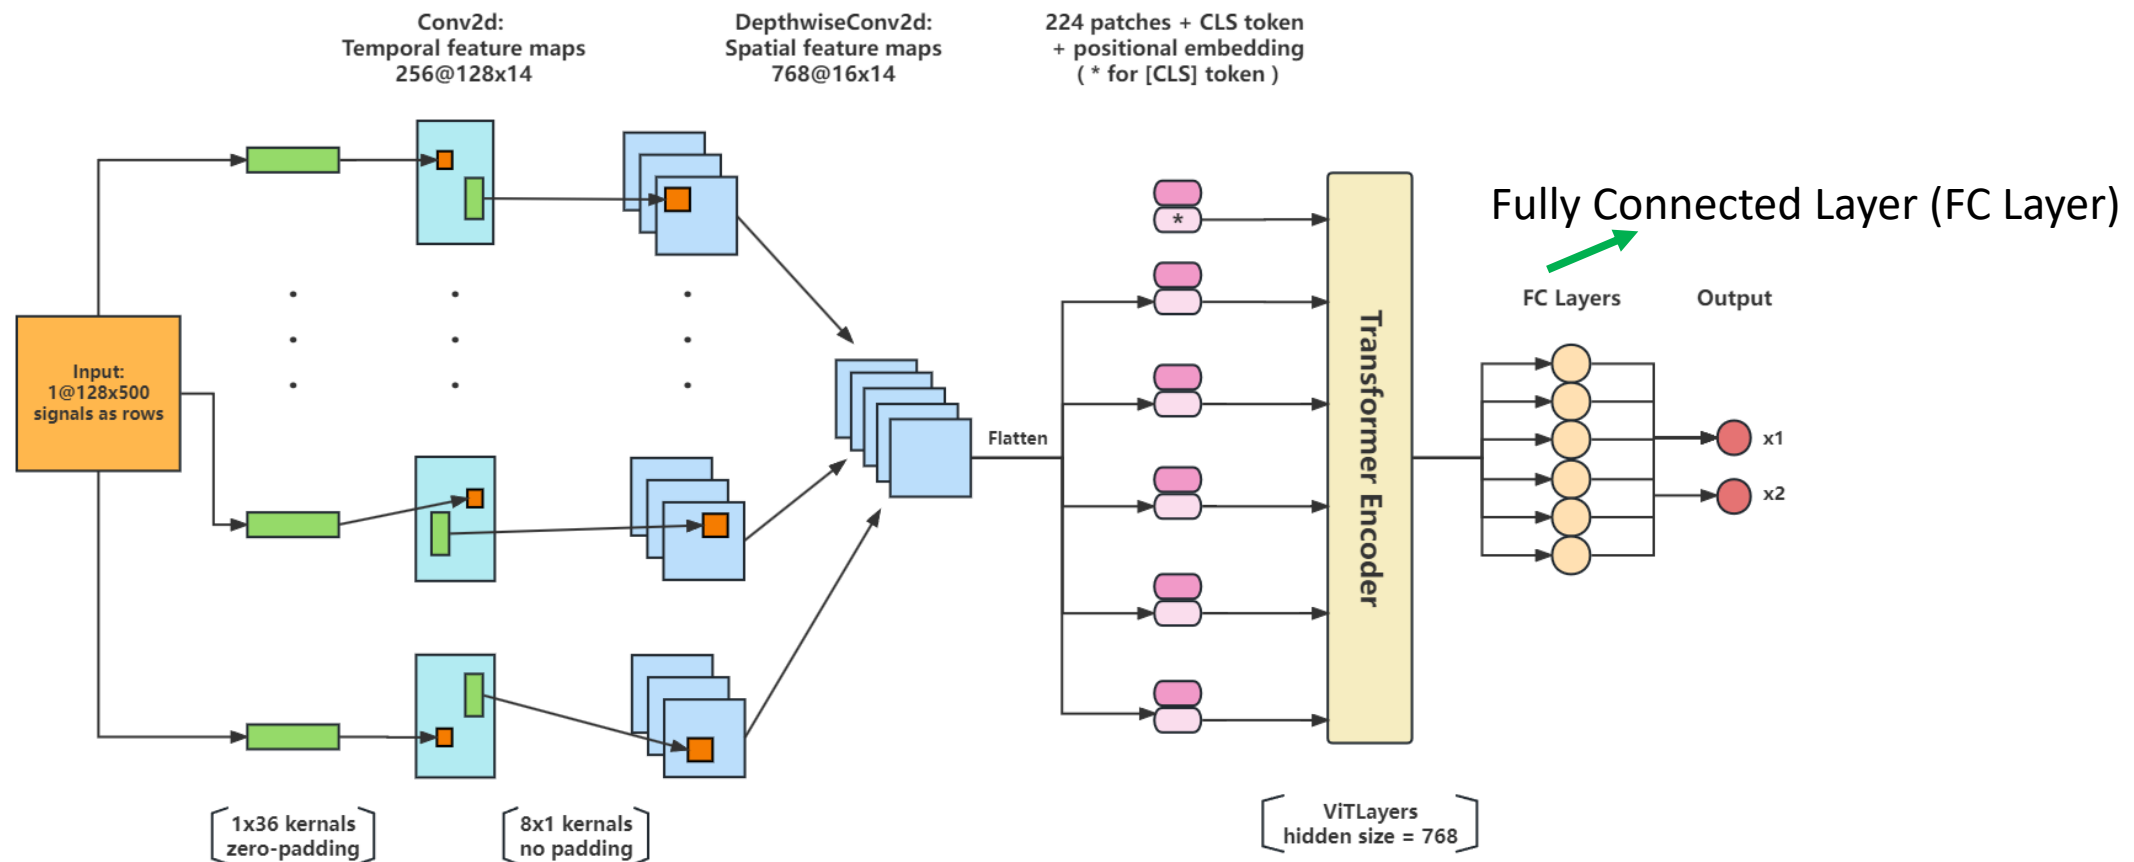 Conv2d:
Temporal feature maps
256@128x14
DepthwiseConv2d:
Spatial feature maps
768@16x14
224 patches + CLS token
+ positional embedding
( * for [CLS] token )
*
Fully Connected Layer (FC Layer)
FC Layers
Output
Input:
1@128x500
signals as rows
Flatten
Transformer Encoder
x1
x2
1x36 kernals
zero-padding
8x1 kernals
no padding
ViTLayers
hidden size = 768